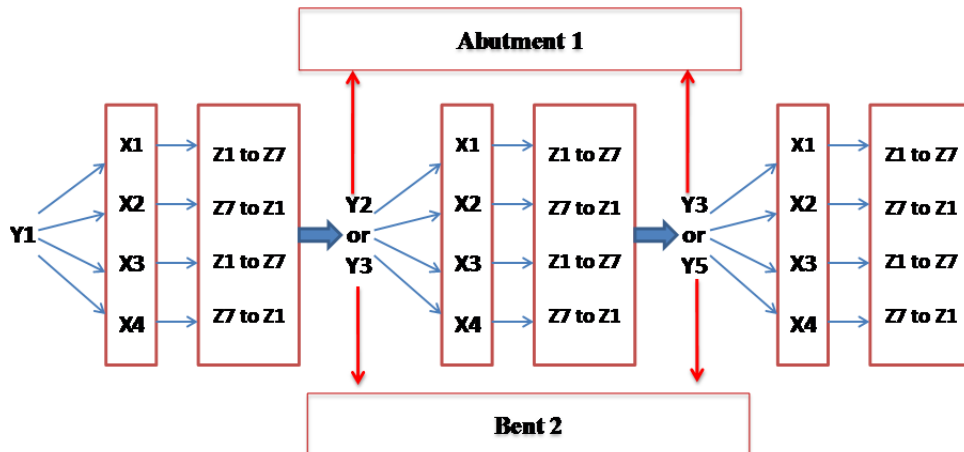 Abutment 1
Y1
X1
X2
X3
X4
Z1 to Z7
Z7 to Z1
Z1 to Z7
Z7 to Z1
Y2
or
Y3
X1
X2
X3
X4
Z1 to Z7
Z7 to Z1
Z1 to Z7
Z7 to Z1
Y3
or
Y5
X1
X2
X3
X4
Z1 to Z7
Z7 to Z1
Z1 to Z7
Z7 to Z1
Bent 2